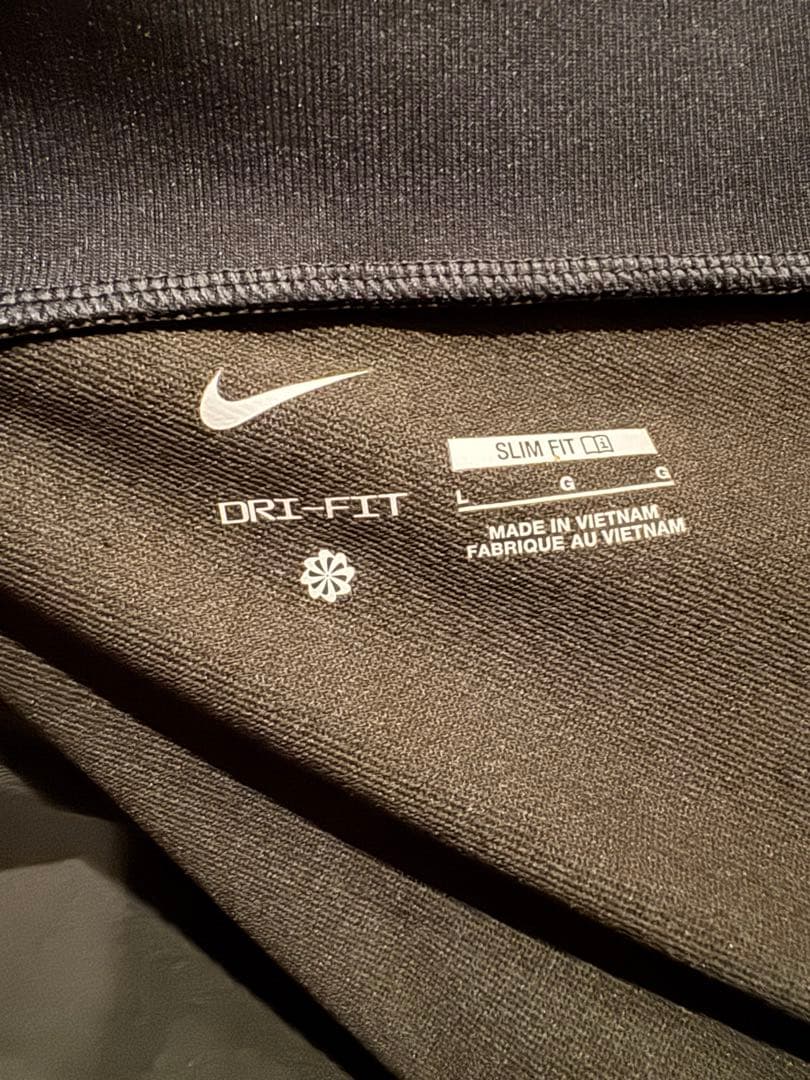 SLIM FIT
L G G
DRI-FIT
MADE IN VIETNAM
FABRIQUE AU VIETNAM